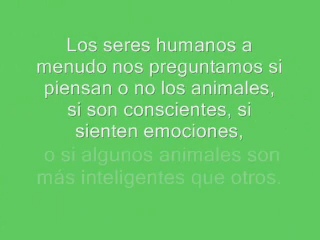 Los seres humanos a
menudo nos preguntamos si
piensan o no los animales,
si son conscientes, si
sienten emociones,
o si algunos animales son
más inteligentes que otros.